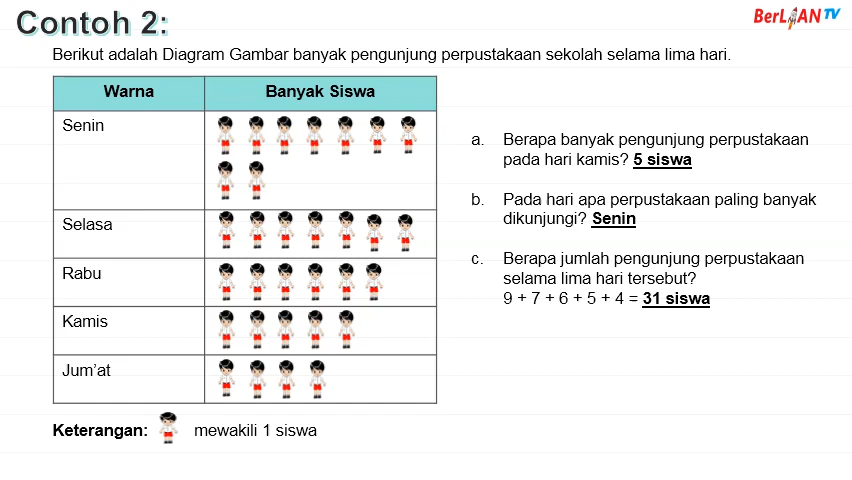 Contoh 2:
BerLIAN TV
Berikut adalah Diagram Gambar banyak pengunjung perpustakaan sekolah selama lima hari.
Warna
Banyak Siswa
Senin
Selasa
Rabu
Kamis
Jum’at
Keterangan: mewakili 1 siswa
a. Berapa banyak pengunjung perpustakaan
pada hari kamis? 5 siswa
b. Pada hari apa perpustakaan paling banyak
dikunjungi? Senin
c. Berapa jumlah pengunjung perpustakaan
selama lima hari tersebut?
9 + 7 + 6 + 5 + 4 = 31 siswa